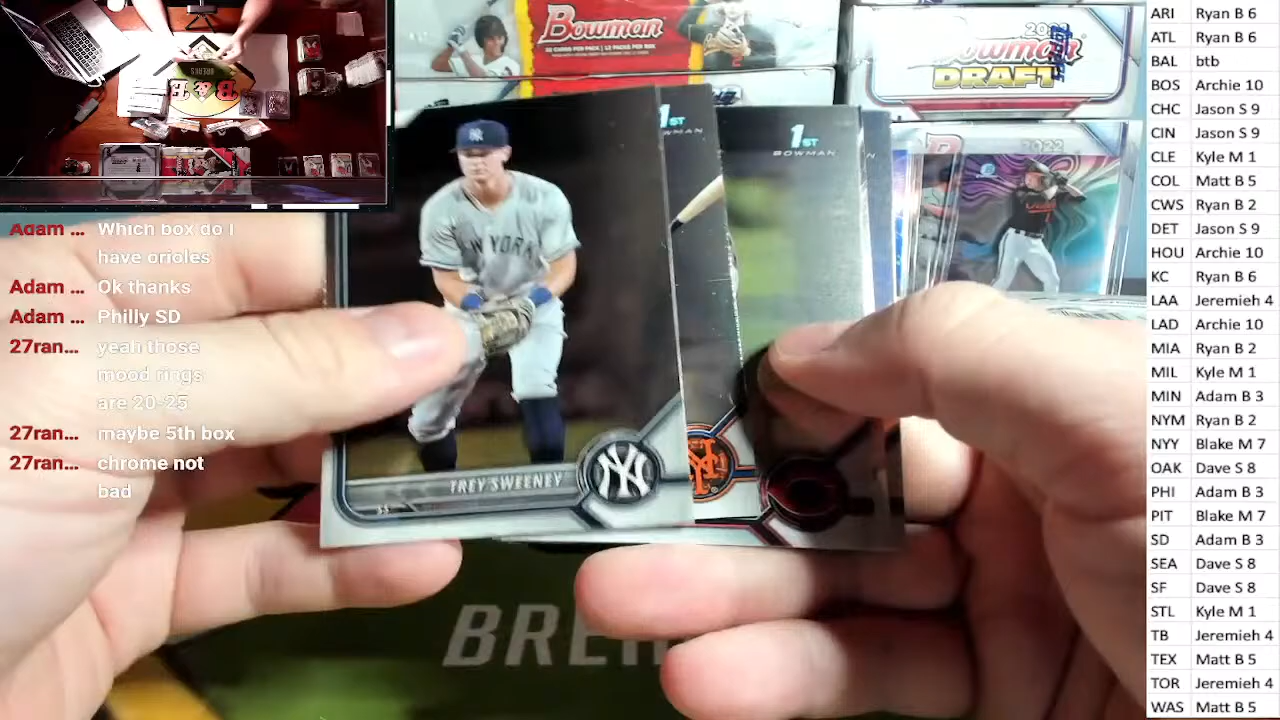 Adam ... Which box do I
have orioles
Adam ... Ok thanks
Adam ... Philly SD
27ran... yeah those
mood rings
are 20-25
27ran... maybe 5th box
27ran... chrome not
bad
Bowman
2022
DRAFT
1ST
BOWMAN
NEW YORK
TREY SWEENEY
SS
NY
BREA
B&E
BREAKS
ARI Ryan B 6
ATL Ryan B 6
BAL btb
BOS Archie 10
CHC Jason S 9
CIN Jason S 9
CLE Kyle M 1
COL Matt B 5
CWS Ryan B 2
DET Jason S 9
HOU Archie 10
KC Ryan B 6
LAA Jeremieh 4
LAD Archie 10
MIA Ryan B 2
MIL Kyle M 1
MIN Adam B 3
NYM Ryan B 2
NYY Blake M 7
OAK Dave S 8
PHI Adam B 3
PIT Blake M 7
SD Adam B 3
SEA Dave S 8
SF Dave S 8
STL Kyle M 1
TB Jeremieh 4
TEX Matt B 5
TOR Jeremieh 4
WAS Matt B 5